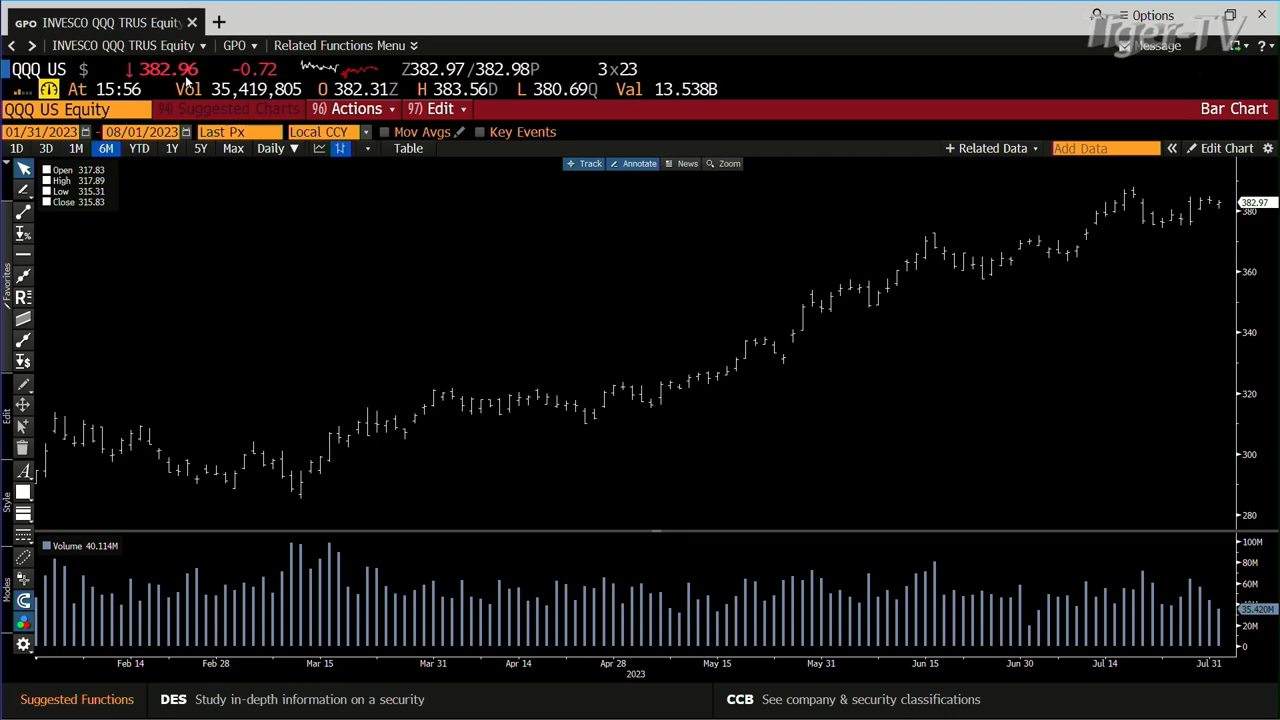 GPO INVESCO QQQ TRUS Equity × +
Options
INVESCO QQQ TRUS Equity GPO Related Functions Menu
Message
Tiger-TV
QQQ US $ ↓382.96 -0.72 Z382.97/382.98P 3x23
At 15:56 Vol 35,419,805 O 382.31Z H 383.56D L 380.69Q Val 13.538B
QQQ US Equity 94) Suggested Charts 96) Actions 97) Edit Bar Chart
01/31/2023 - 08/01/2023 Last Px Local CCY Mov Avgs Key Events
1D 3D 1M 6M YTD 1Y 5Y Max Daily ▼ Table + Related Data Add Data « Edit Chart
Track Annotate News Zoom
Open 317.83
High 317.89
Low 315.31
Close 315.83
382.97
380
360
340
320
300
280
Favorites
Edit
Style
Modes
Volume 40.114M
100M
80M
60M
35.420M
20M
0
Feb 14 Feb 28 Mar 15 Mar 31 Apr 14 Apr 28 May 15 May 31 Jun 15 Jun 30 Jul 14 Jul 31
2023
Suggested Functions DES Study in-depth information on a security CCB See company & security classifications